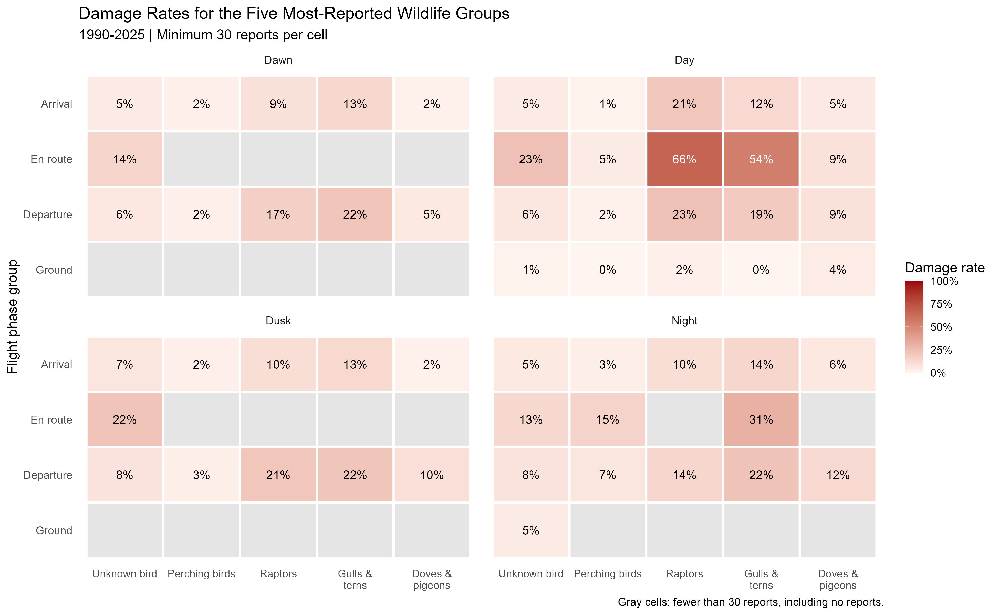 Damage Rates for the Five Most-Reported Wildlife Groups
1990-2025 | Minimum 30 reports per cell
Dawn
Arrival 5% 2% 9% 13% 2%
En route 14%
Departure 6% 2% 17% 22% 5%
Ground
Day
5% 1% 21% 12% 5%
23% 5% 66% 54% 9%
6% 2% 23% 19% 9%
1% 0% 2% 0% 4%
Dusk
Arrival 7% 2% 10% 13% 2%
En route 22%
Departure 8% 3% 21% 22% 10%
Ground
Unknown bird Perching birds Raptors Gulls & Doves &
terns pigeons
Night
5% 3% 10% 14% 6%
13% 15% 31%
8% 7% 14% 22% 12%
5%
Unknown bird Perching birds Raptors Gulls & Doves &
terns pigeons
Flight phase group
Damage rate
100%
75%
50%
25%
0%
Gray cells: fewer than 30 reports, including no reports.